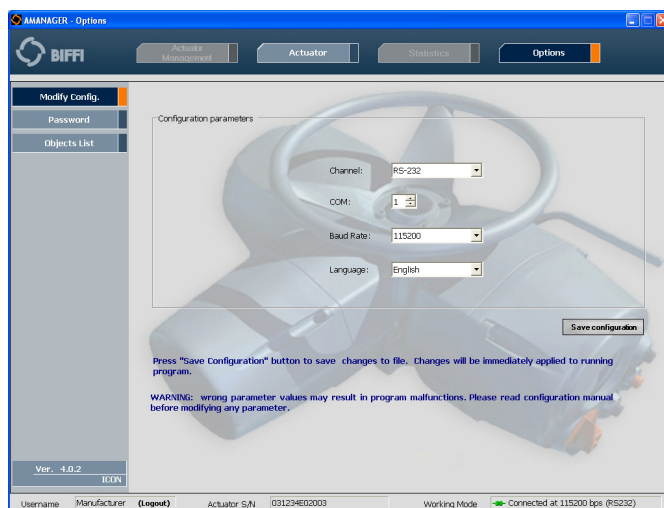 AMANAGER - Options
BIFFI
Actuator Management
Actuator
Statistics
Options
Modify Config.
Password
Objects List
Configuration parameters
Channel: RS-232
COM: 1
Baud Rate: 115200
Language: English
Save configuration
Press "Save Configuration" button to save changes to file. Changes will be immediately applied to running
program.
WARNING: wrong parameter values may result in program malfunctions. Please read configuration manual
before modifying any parameter.
Ver. 4.0.2
ICON
Username Manufacturer (Logout) Actuator S/N 031234E02003 Working Mode Connected at 115200 bps (RS232)